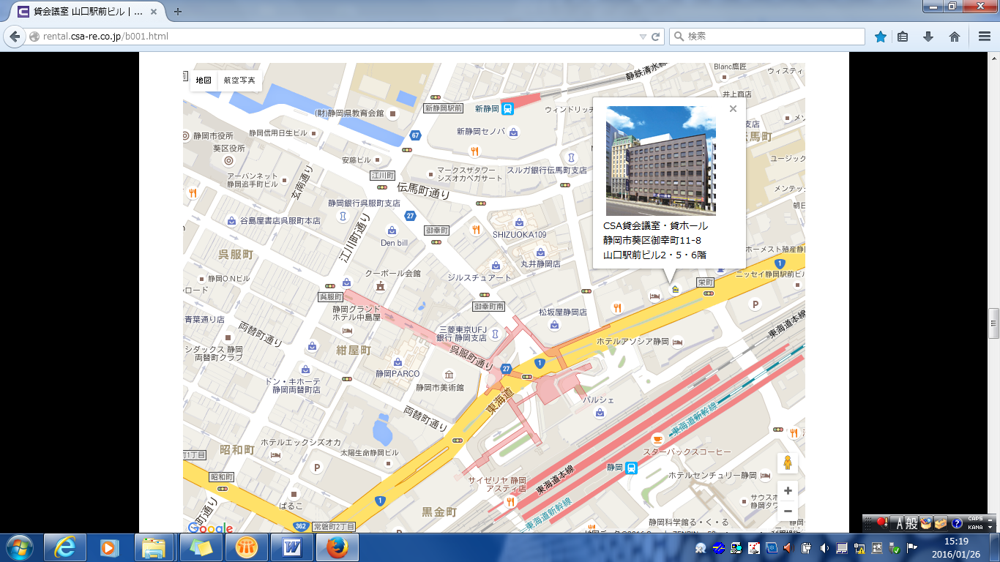 貸会議室 山口駅前ビル | ...
rental.csa-re.co.jp/b001.html
検索
地図
航空写真
静鉄清水線
Blanc鷹匠
ウィスティ
井上商店
(財)静岡県教育会館
新静岡駅前
新静岡
ウィンドリッチ
静岡市役所
葵区役所
静岡信用日生ビル
67
新静岡セノバ
伝馬町
安藤ビル
江川町
マークスザタワー
シズオカペガサート
スルガ銀行伝馬町支店
ユージック
アーバンネット
静岡追手町ビル
玄南通り
伝馬町通り
メンテッ
静岡銀行呉服町支店
朝日
谷島屋書店呉服町本店
27
江川町通り
Den bill
御幸町
SHIZUOKA109
CSA貸会議室・貸ホール
静岡市葵区御幸町11-8
山口駅前ビル2・5・6階
呉服町
丸井静岡店
ホーメスト殖産静岡
1
クーポール会館
ジルスチュアート
ニッセイ静岡駅前ビル
静岡O.Nビル
栄町
呉服町
静岡グランド
ホテル中島屋
御幸町南
松坂屋静岡店
P
青葉通り店
両替町通り
三菱東京UFJ
銀行 静岡支店
ホテルアソシア静岡
東海道本線
シダックス 静岡
両替町クラブ
紺屋町
呉服町通り
静岡PARCO
静岡市美術館
27
1
ドン・キホーテ
静岡両替町店
東海道
パルシェ
両替町通り
東海道新幹線
昭和町
ホテルエックシズオカ
太陽生命静岡ビル
スターバックスコーヒー
町1丁目
P
静岡
昭和町
サイゼリヤ 静岡
アスティ店
東海道本線
ホテルセンチュリー静岡
ぱるこ
1
黒金町
東海道新幹線
サウスポ
静岡タワ
362
常磐町2丁目
静岡科学館る・く・る
Google
A 般
CAPS
KANA
15:19
2016/01/26